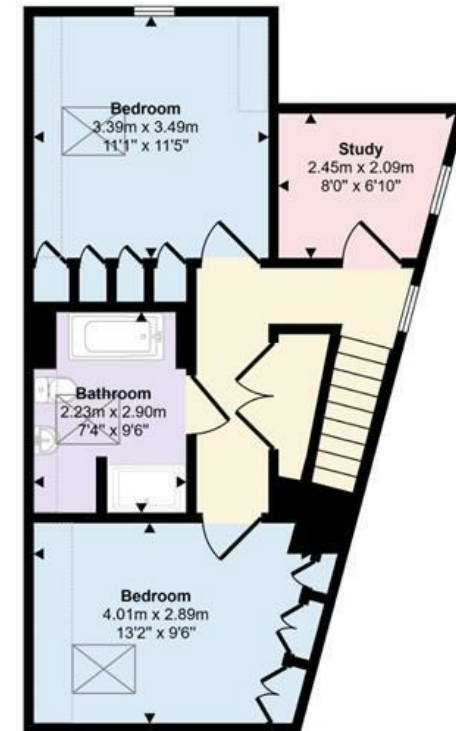 Bedroom
3.39m x 3.49m
11'1" x 11'5"
Study
2.45m x 2.09m
8'0" x 6'10"
Bathroom
2.23m x 2.90m
7'4" x 9'6"
Bedroom
4.01m x 2.89m
13'2" x 9'6"